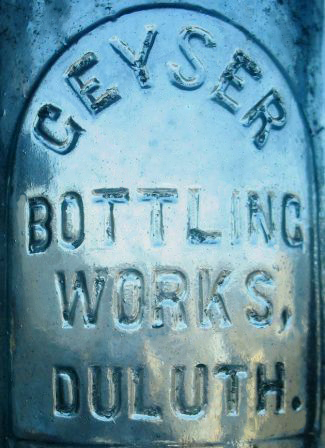 GEYSER
BOTTLING
WORKS,
DULUTH.